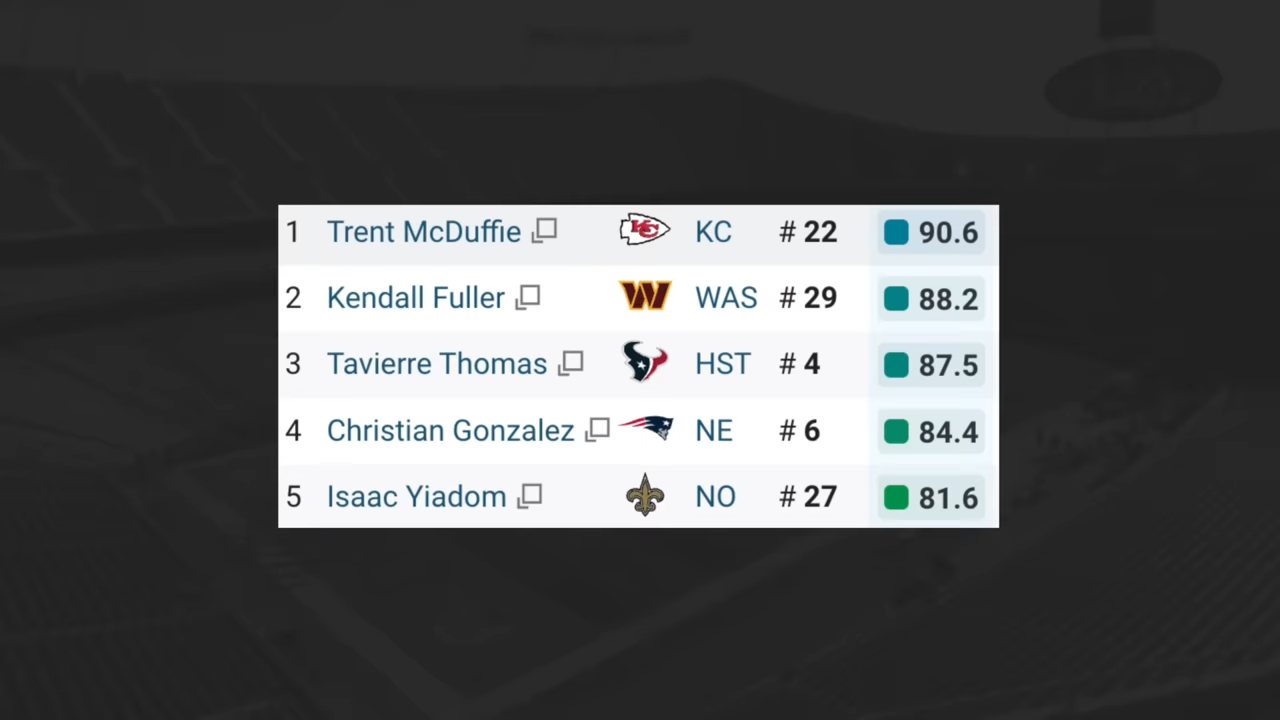 1 Trent McDuffie KC # 22 90.6
2 Kendall Fuller WAS # 29 88.2
3 Tavierre Thomas HST # 4 87.5
4 Christian Gonzalez NE # 6 84.4
5 Isaac Yiadom NO # 27 81.6